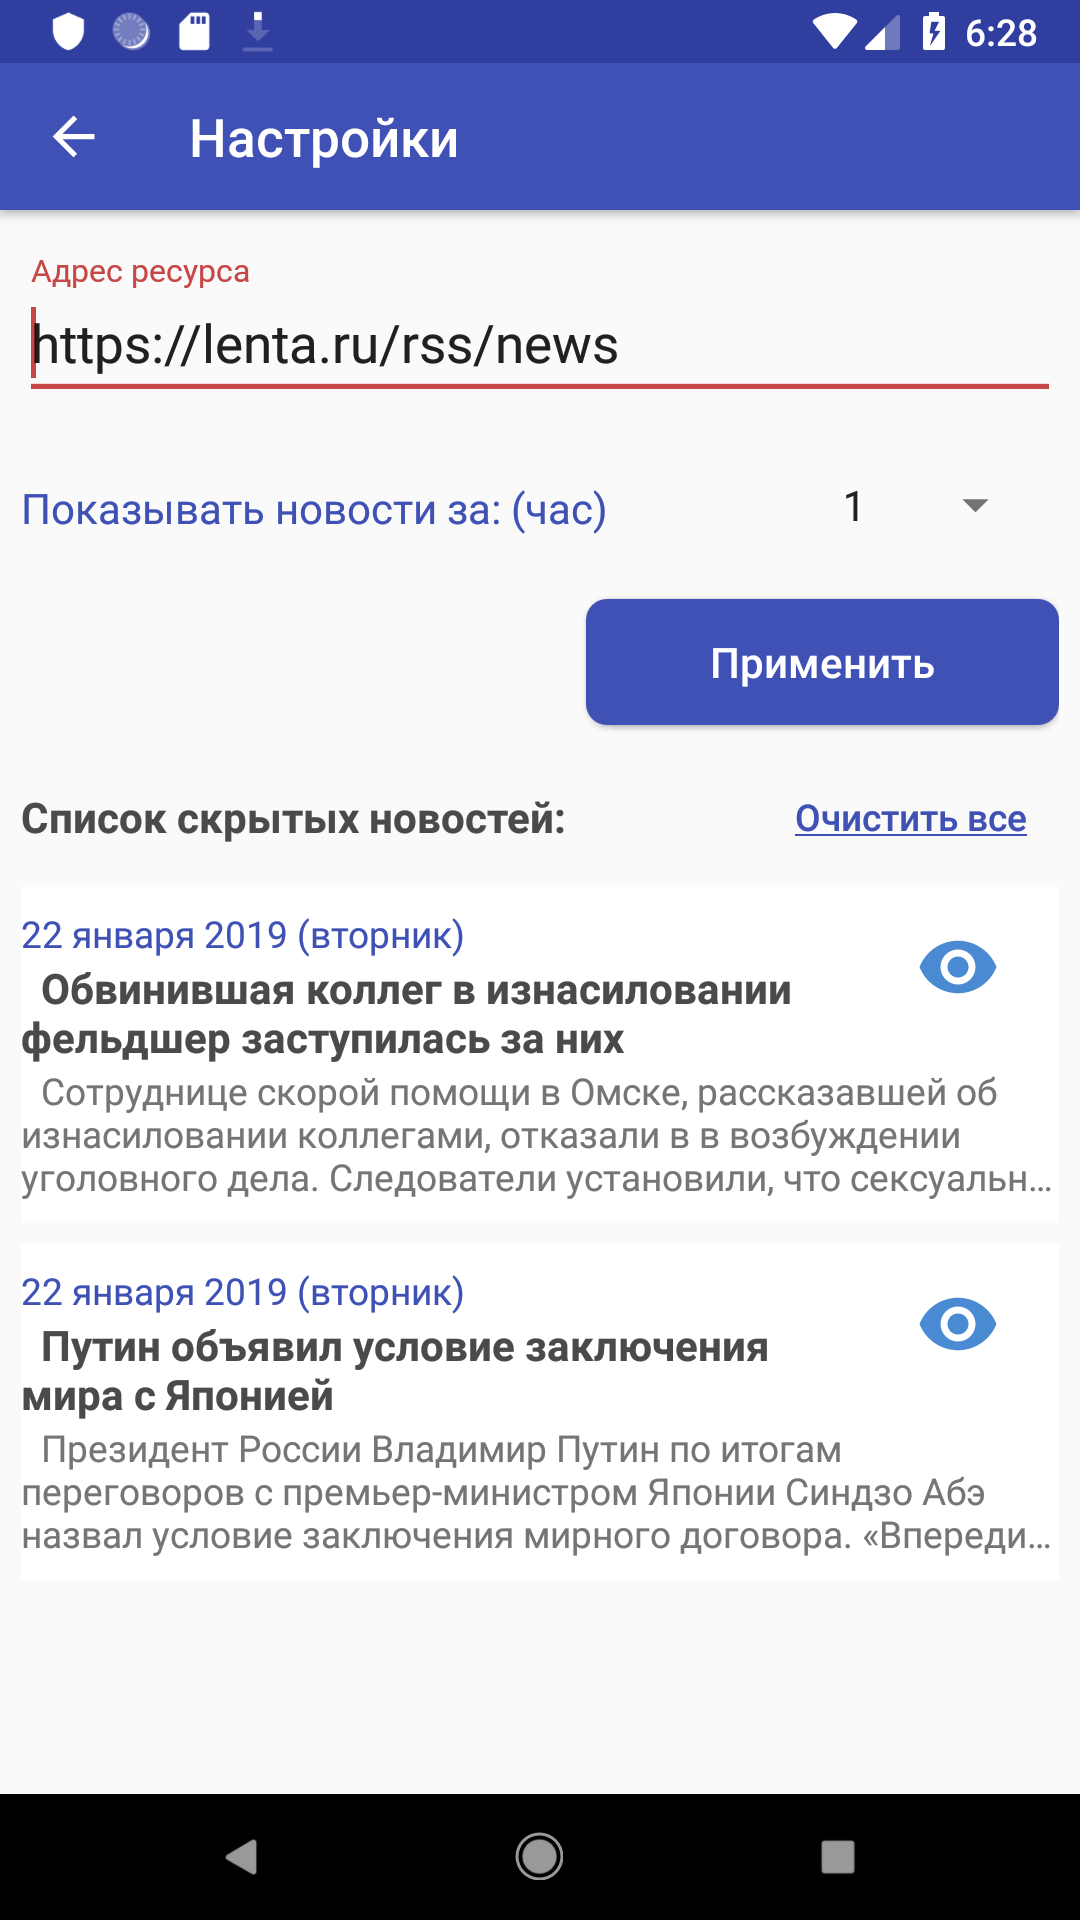 6:28
Настройки
Адрес ресурса
https://lenta.ru/rss/news
Показывать новости за: (час)
1
Применить
Список скрытых новостей:
Очистить все
22 января 2019 (вторник)
Обвинившая коллег в изнасиловании
фельдшер заступилась за них
Сотруднице скорой помощи в Омске, рассказавшей об
изнасиловании коллегами, отказали в в возбуждении
уголовного дела. Следователи установили, что сексуальн...
22 января 2019 (вторник)
Путин объявил условие заключения
мира с Японией
Президент России Владимир Путин по итогам
переговоров с премьер-министром Японии Синдзо Абэ
назвал условие заключения мирного договора. «Впереди...